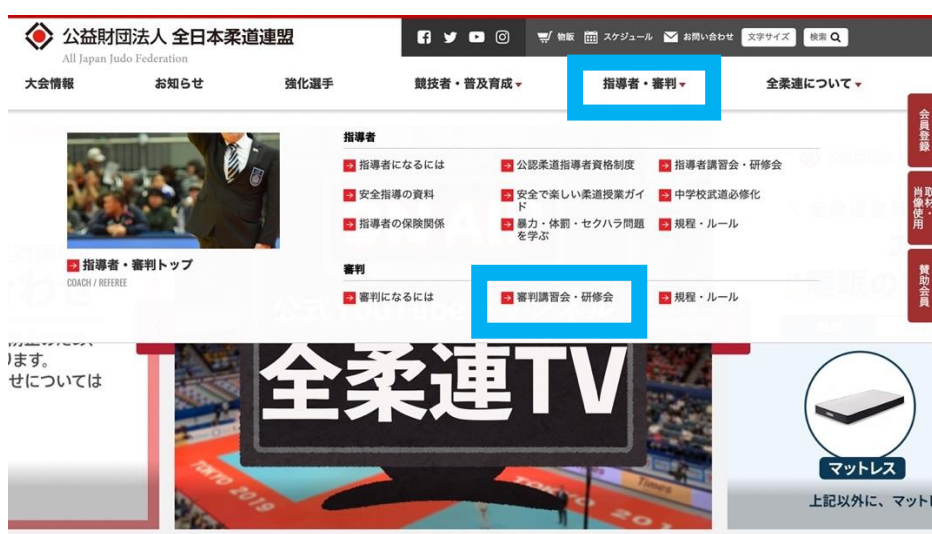 公益財団法人 全日本柔道連盟
All Japan Judo Federation
物販 スケジュール お問い合わせ 文字サイズ 検索
大会情報 お知らせ 強化選手 競技者・普及育成 指導者・審判 全柔連について
会員登録
取材・肖像使用
賛助会員
指導者・審判トップ
COACH / REFEREE
指導者
指導者になるには 公認柔道指導者資格制度 指導者講習会・研修会
安全指導の資料 安全で楽しい柔道授業ガイ
ド
中学校武道必修化
指導者の保険関係 暴力・体罰・セクハラ問題
を学ぶ
規程・ルール
審判
審判になるには 審判講習会・研修会 規程・ルール
ります。
せについては
全柔連TV
TOKYO 2019
Times
マットレス
上記以外に、マット